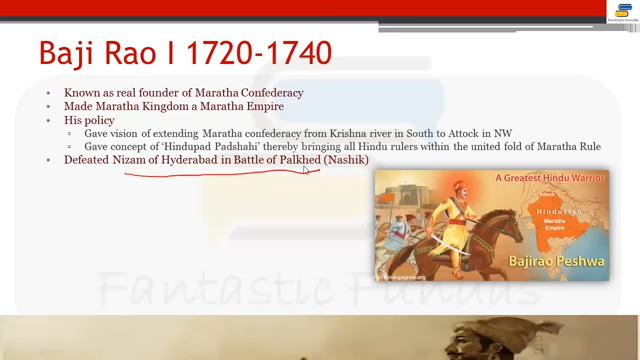 Baji Rao I 1720-1740
Known as real founder of Maratha Confederacy
Made Maratha Kingdom a Maratha Empire
His policy
Gave vision of extending Maratha confederacy from Krishna river in South to Attock in NW
Gave concept of 'Hindupad Padshahi' thereby bringing all Hindu rulers within the united fold of Maratha Rule
Defeated Nizam of Hyderabad in Battle of Palkhed (Nashik)
A Greatest Hindu Warrior
Hindustan
Maratha
Empire
Bajirao Peshwa
Fantastic Fundas